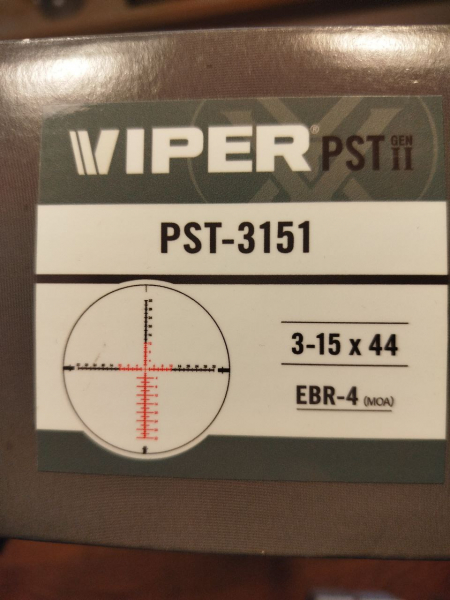 VIPER® PST GEN II
PST-3151
3-15 x 44
EBR-4 (MOA)